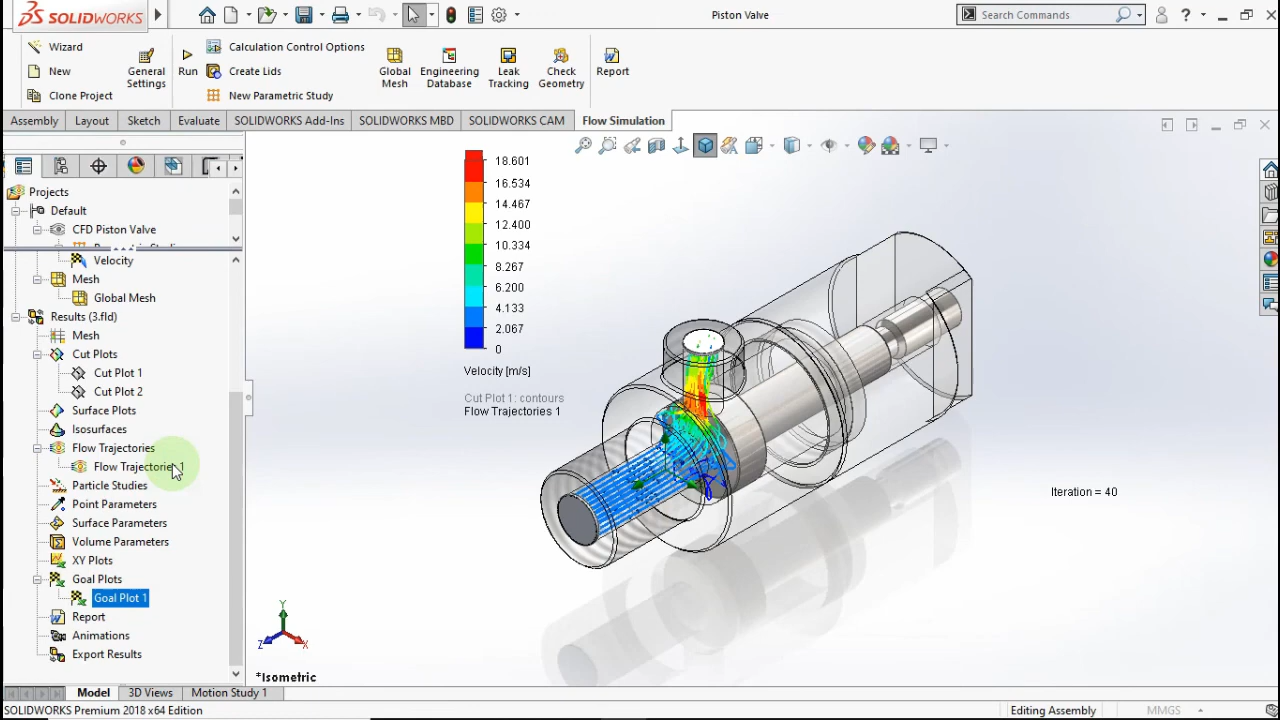 SOLIDWORKS
Piston Valve
Search Commands
Wizard
New
Clone Project
General Settings
Run
Calculation Control Options
Create Lids
New Parametric Study
Global Mesh
Engineering Database
Leak Tracking
Check Geometry
Report
Assembly
Layout
Sketch
Evaluate
SOLIDWORKS Add-Ins
SOLIDWORKS MBD
SOLIDWORKS CAM
Flow Simulation
Projects
Default
CFD Piston Valve
Velocity
Mesh
Global Mesh
Results (3.fld)
Mesh
Cut Plots
Cut Plot 1
Cut Plot 2
Surface Plots
Isosurfaces
Flow Trajectories
Flow Trajectories 1
Particle Studies
Point Parameters
Surface Parameters
Volume Parameters
XY Plots
Goal Plots
Goal Plot 1
Report
Animations
Export Results
18.601
16.534
14.467
12.400
10.334
8.267
6.200
4.133
2.067
0
Velocity [m/s]
Cut Plot 1: contours
Flow Trajectories 1
Iteration = 40
Y
Z
X
*Isometric
Model
3D Views
Motion Study 1
SOLIDWORKS Premium 2018 x64 Edition
Editing Assembly
MMGS